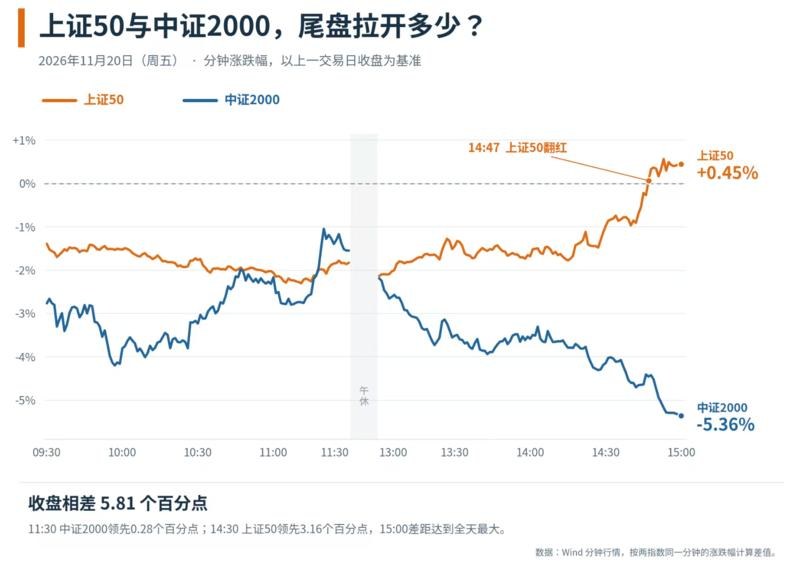 上证50与中证2000，尾盘拉开多少？
2026年11月20日（周五） · 分钟涨跌幅，以上一交易日收盘为基准
上证50
中证2000
+1%
0%
-1%
-2%
-3%
-4%
-5%
14:47 上证50翻红
上证50
+0.45%
午
休
中证2000
-5.36%
09:30 10:00 10:30 11:00 11:30 13:00 13:30 14:00 14:30 15:00
收盘相差 5.81 个百分点
11:30 中证2000领先0.28个百分点；14:30 上证50领先3.16个百分点，15:00差距达到全天最大。
数据：Wind 分钟行情，按两指数同一分钟的涨跌幅计算差值。